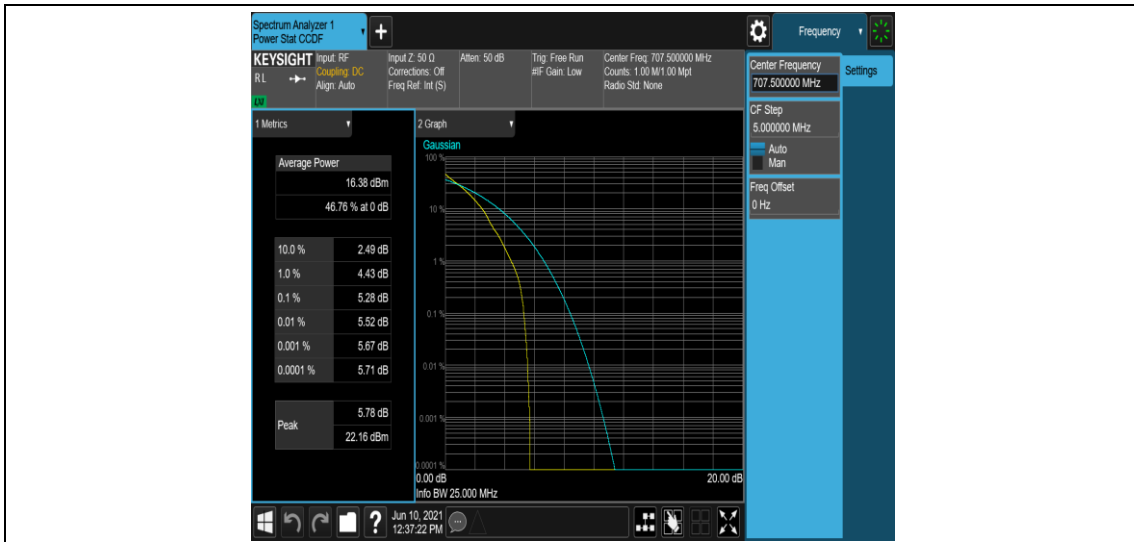 Spectrum Analyzer 1
Power Stat CCDF
+
Frequency
KEYSIGHT
RL
LXI
Input: RF
Coupling: DC
Align: Auto
Input Z: 50 Ω
Corrections: Off
Freq Ref: Int (S)
Atten: 50 dB
Trig: Free Run
#IF Gain: Low
Center Freq: 707.500000 MHz
Counts: 1.00 M/1.00 Mpt
Radio Std: None
Center Frequency
707.500000 MHz
Settings
CF Step
5.000000 MHz
Auto
Man
Freq Offset
0 Hz
1 Metrics
Average Power
16.38 dBm
46.76 % at 0 dB
10.0 % 2.49 dB
1.0 % 4.43 dB
0.1 % 5.28 dB
0.01 % 5.52 dB
0.001 % 5.67 dB
0.0001 % 5.71 dB
Peak 5.78 dB
22.16 dBm
2 Graph
Gaussian
100 %
10 %
1 %
0.1 %
0.01 %
0.001 %
0.0001 %
0.00 dB 20.00 dB
Info BW 25.000 MHz
?
Jun 10, 2021
12:37:22 PM